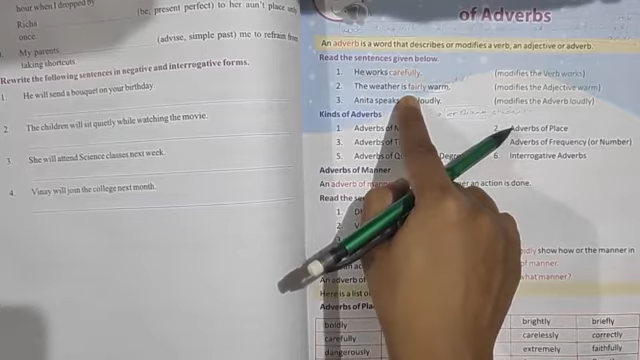 hour when I dropped by
Richa (be, present perfect) to her aun't place only
once.
My parents (advise, simple past) me to refrain from
taking shortcuts.
Rewrite the following sentences in negative and interrogative forms.
1 He will send a bouquet on your birthday.
2 The children will sit quietly while watching the movie.
3 She will attend Science classes next week.
4. Vinay will join the college next month.
of Adverbs
An adverb is a word that describes or modifies a verb, an adjective or adverb.
Read the sentences given below.
1. He works carefully. (modifies the Verb works)
2. The weather is fairly warm. (modifies the Adjective warm)
3. Anita speaks loudly. (modifies the Adverb loudly)
Kinds of Adverbs
1 Adverbs of 2. Adverbs of Place
3. Adverbs of Adverbs of Frequency (or Number)
5. Adverbs of 6. Interrogative Adverbs
Adverbs of Manner
An adverb of an action is done.
Read the
1.
2.
3
show how or the manner in
of manner.
An what manner?
Here is a list
Adverbs of
boldly brightly briefly
carefully carelessly correctly
dangerously extremely faithfully